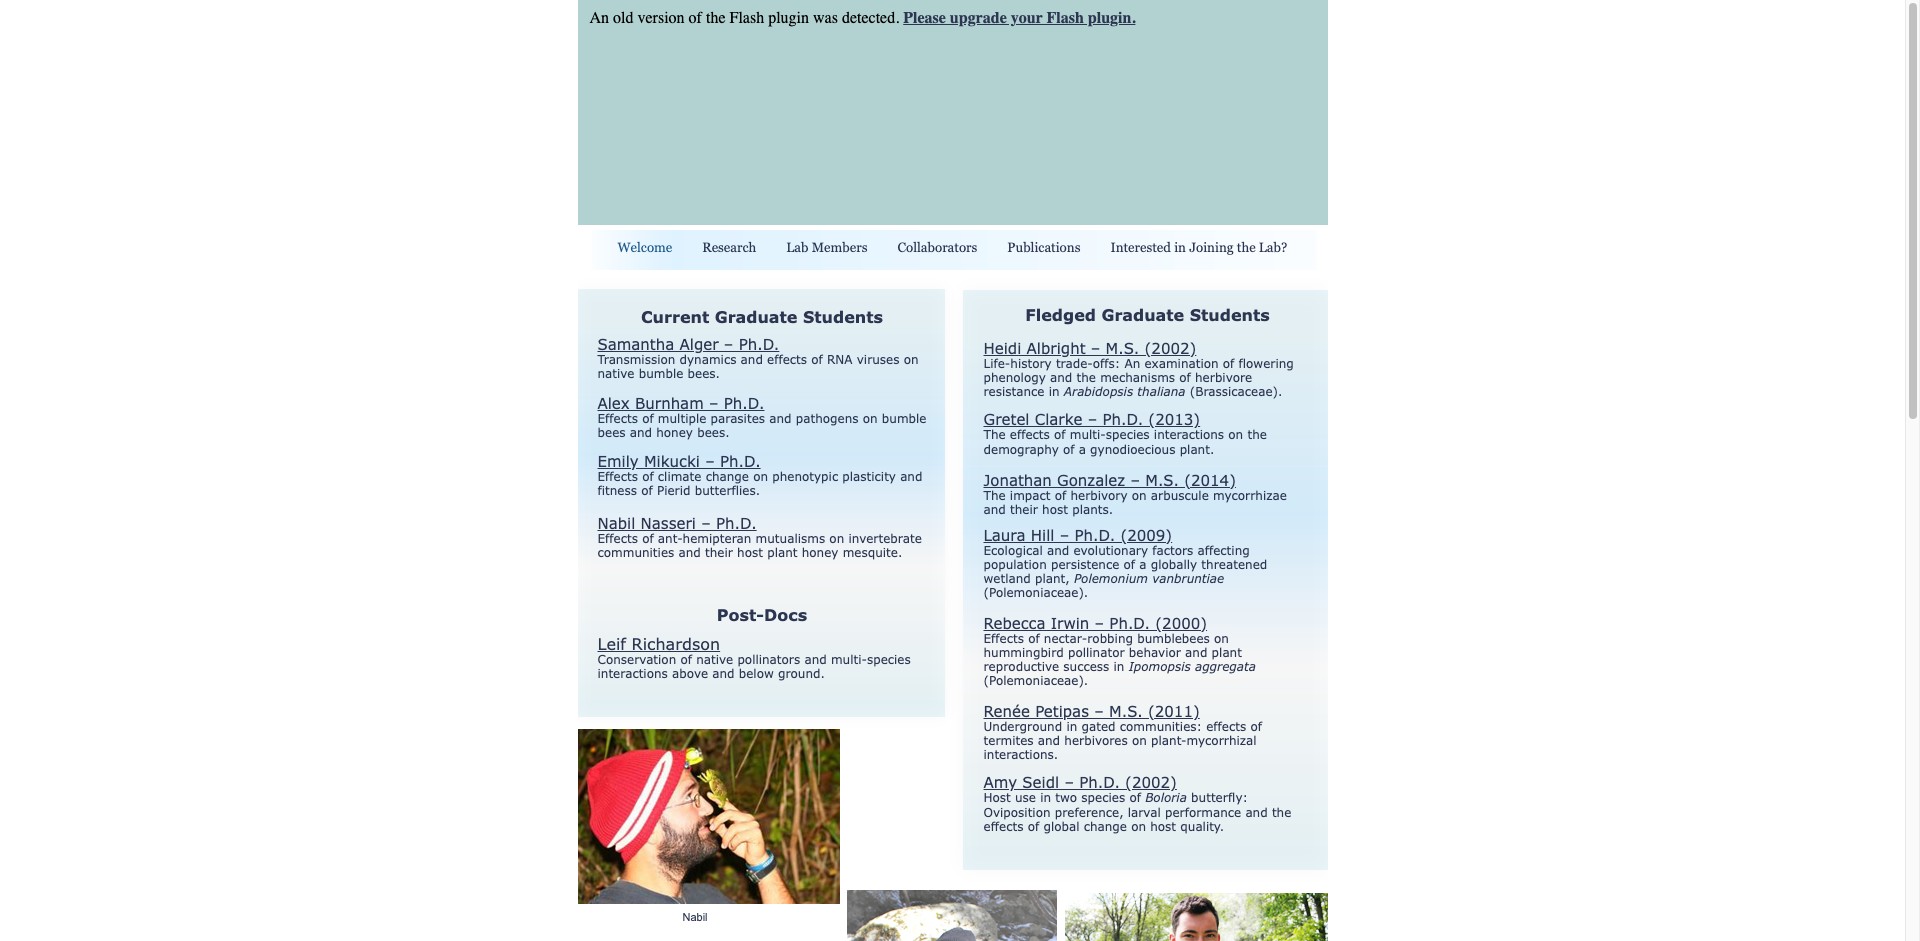 An old version of the Flash plugin was detected. Please upgrade your Flash plugin.
Welcome
Research
Lab Members
Collaborators
Publications
Interested in Joining the Lab?
Current Graduate Students
Samantha Alger – Ph.D.
Transmission dynamics and effects of RNA viruses on
native bumble bees.
Alex Burnham – Ph.D.
Effects of multiple parasites and pathogens on bumble
bees and honey bees.
Emily Mikucki – Ph.D.
Effects of climate change on phenotypic plasticity and
fitness of Pierid butterflies.
Nabil Nasseri – Ph.D.
Effects of ant-hemipteran mutualisms on invertebrate
communities and their host plant honey mesquite.
Post-Docs
Leif Richardson
Conservation of native pollinators and multi-species
interactions above and below ground.
Nabil
Fledged Graduate Students
Heidi Albright – M.S. (2002)
Life-history trade-offs: An examination of flowering
phenology and the mechanisms of herbivore
resistance in Arabidopsis thaliana (Brassicaceae).
Gretel Clarke – Ph.D. (2013)
The effects of multi-species interactions on the
demography of a gynodioecious plant.
Jonathan Gonzalez – M.S. (2014)
The impact of herbivory on arbuscule mycorrhizae
and their host plants.
Laura Hill – Ph.D. (2009)
Ecological and evolutionary factors affecting
population persistence of a globally threatened
wetland plant, Polemonium vanbruntiae
(Polemoniaceae).
Rebecca Irwin – Ph.D. (2000)
Effects of nectar-robbing bumblebees on
hummingbird pollinator behavior and plant
reproductive success in Ipomopsis aggregata
(Polemoniaceae).
Renée Petipas – M.S. (2011)
Underground in gated communities: effects of
termites and herbivores on plant-mycorrhizal
interactions.
Amy Seidl – Ph.D. (2002)
Host use in two species of Boloria butterfly:
Oviposition preference, larval performance and the
effects of global change on host quality.